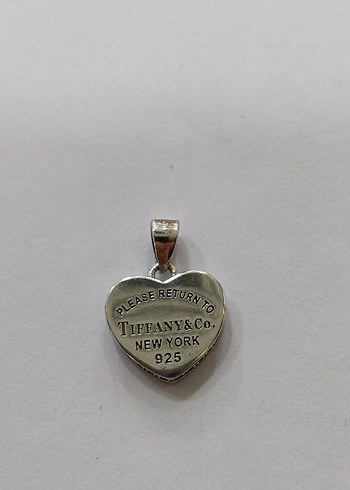 PLEASE RETURN TO
TIFFANY&Co.
NEW YORK
925